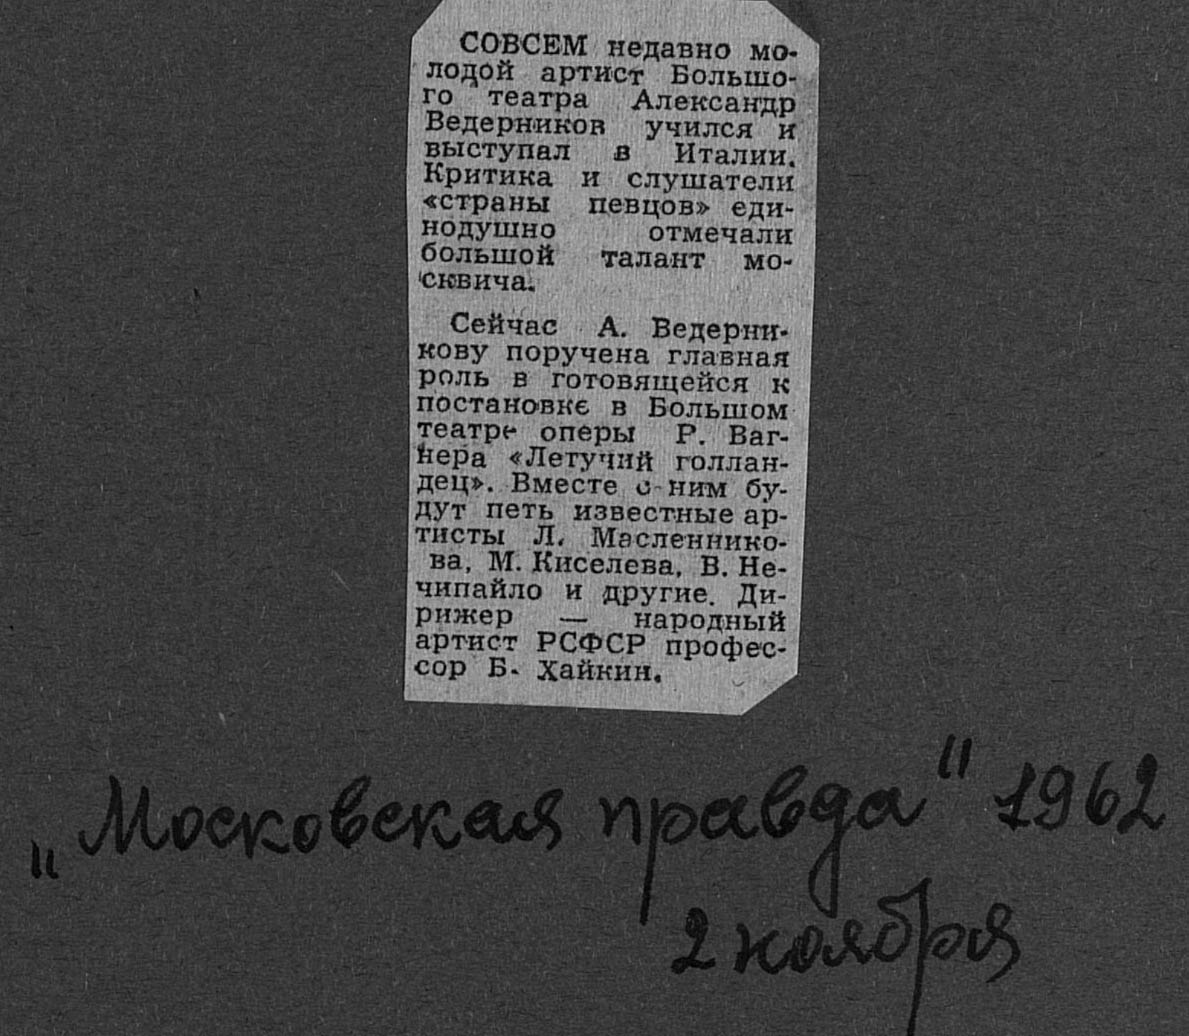 СОВСЕМ недавно мо-
лодой артист Большо-
го театра Александр
Ведерников учился и
выступал в Италии.
Критика и слушатели
«страны певцов» еди-
нодушно отмечали
большой талант мо-
сквича.
Сейчас А. Ведерни-
кову поручена главная
роль в готовящейся к
постановке в Большом
театре оперы Р. Ваг-
нера «Летучий голлан-
дец». Вместе с ним бу-
дут петь известные ар-
тисты Л. Масленнико-
ва, М. Киселева, В. Не-
чипайло и другие. Ди-
рижер — народный
артист РСФСР профес-
сор Б. Хайкин.
„Московская правда" 1962
2 ноября